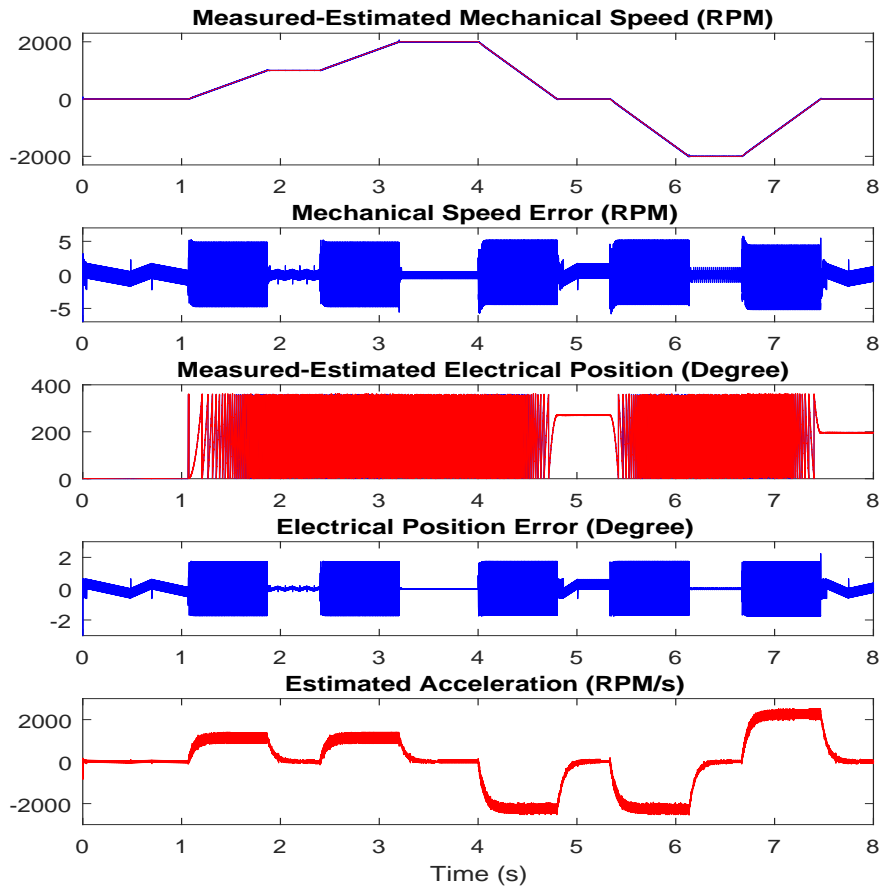 Measured-Estimated Mechanical Speed (RPM)
2000
0
-2000
0 1 2 3 4 5 6 7 8
Mechanical Speed Error (RPM)
5
0
-5
0 1 2 3 4 5 6 7 8
Measured-Estimated Electrical Position (Degree)
400
200
0
0 1 2 3 4 5 6 7 8
Electrical Position Error (Degree)
2
0
-2
0 1 2 3 4 5 6 7 8
Estimated Acceleration (RPM/s)
2000
0
-2000
0 1 2 3 4 5 6 7 8
Time (s)